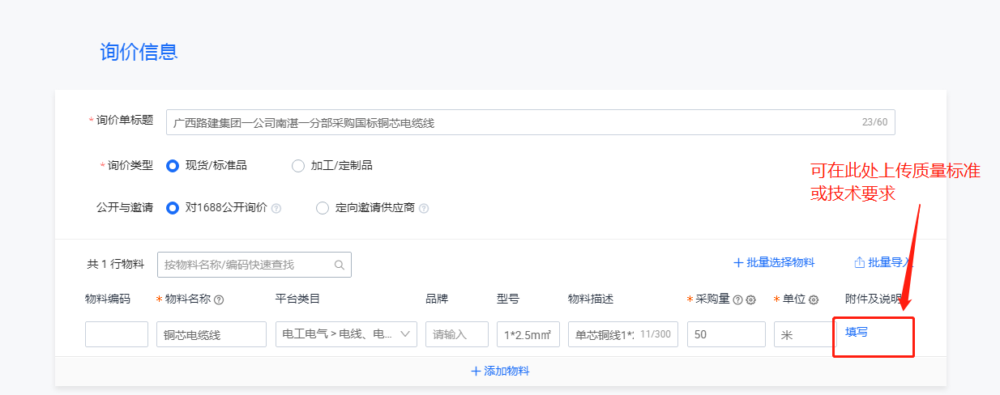 询价信息
* 询价单标题 广西路建集团一公司南湛一分部采购国标铜芯电缆线 23/60
* 询价类型 现货/标准品 加工/定制品
可在此处上传质量标准
或技术要求
公开与邀请 对1688公开询价 定向邀请供应商
共 1 行物料 按物料名称/编码快速查找 批量选择物料 批量导入
物料编码 * 物料名称 平台类目 品牌 型号 物料描述 * 采购量 * 单位 附件及说明
铜芯电缆线 电工电气 > 电线、电... 请输入 1*2.5m㎡ 单芯铜线1* 11/300 50 米 填写
添加物料